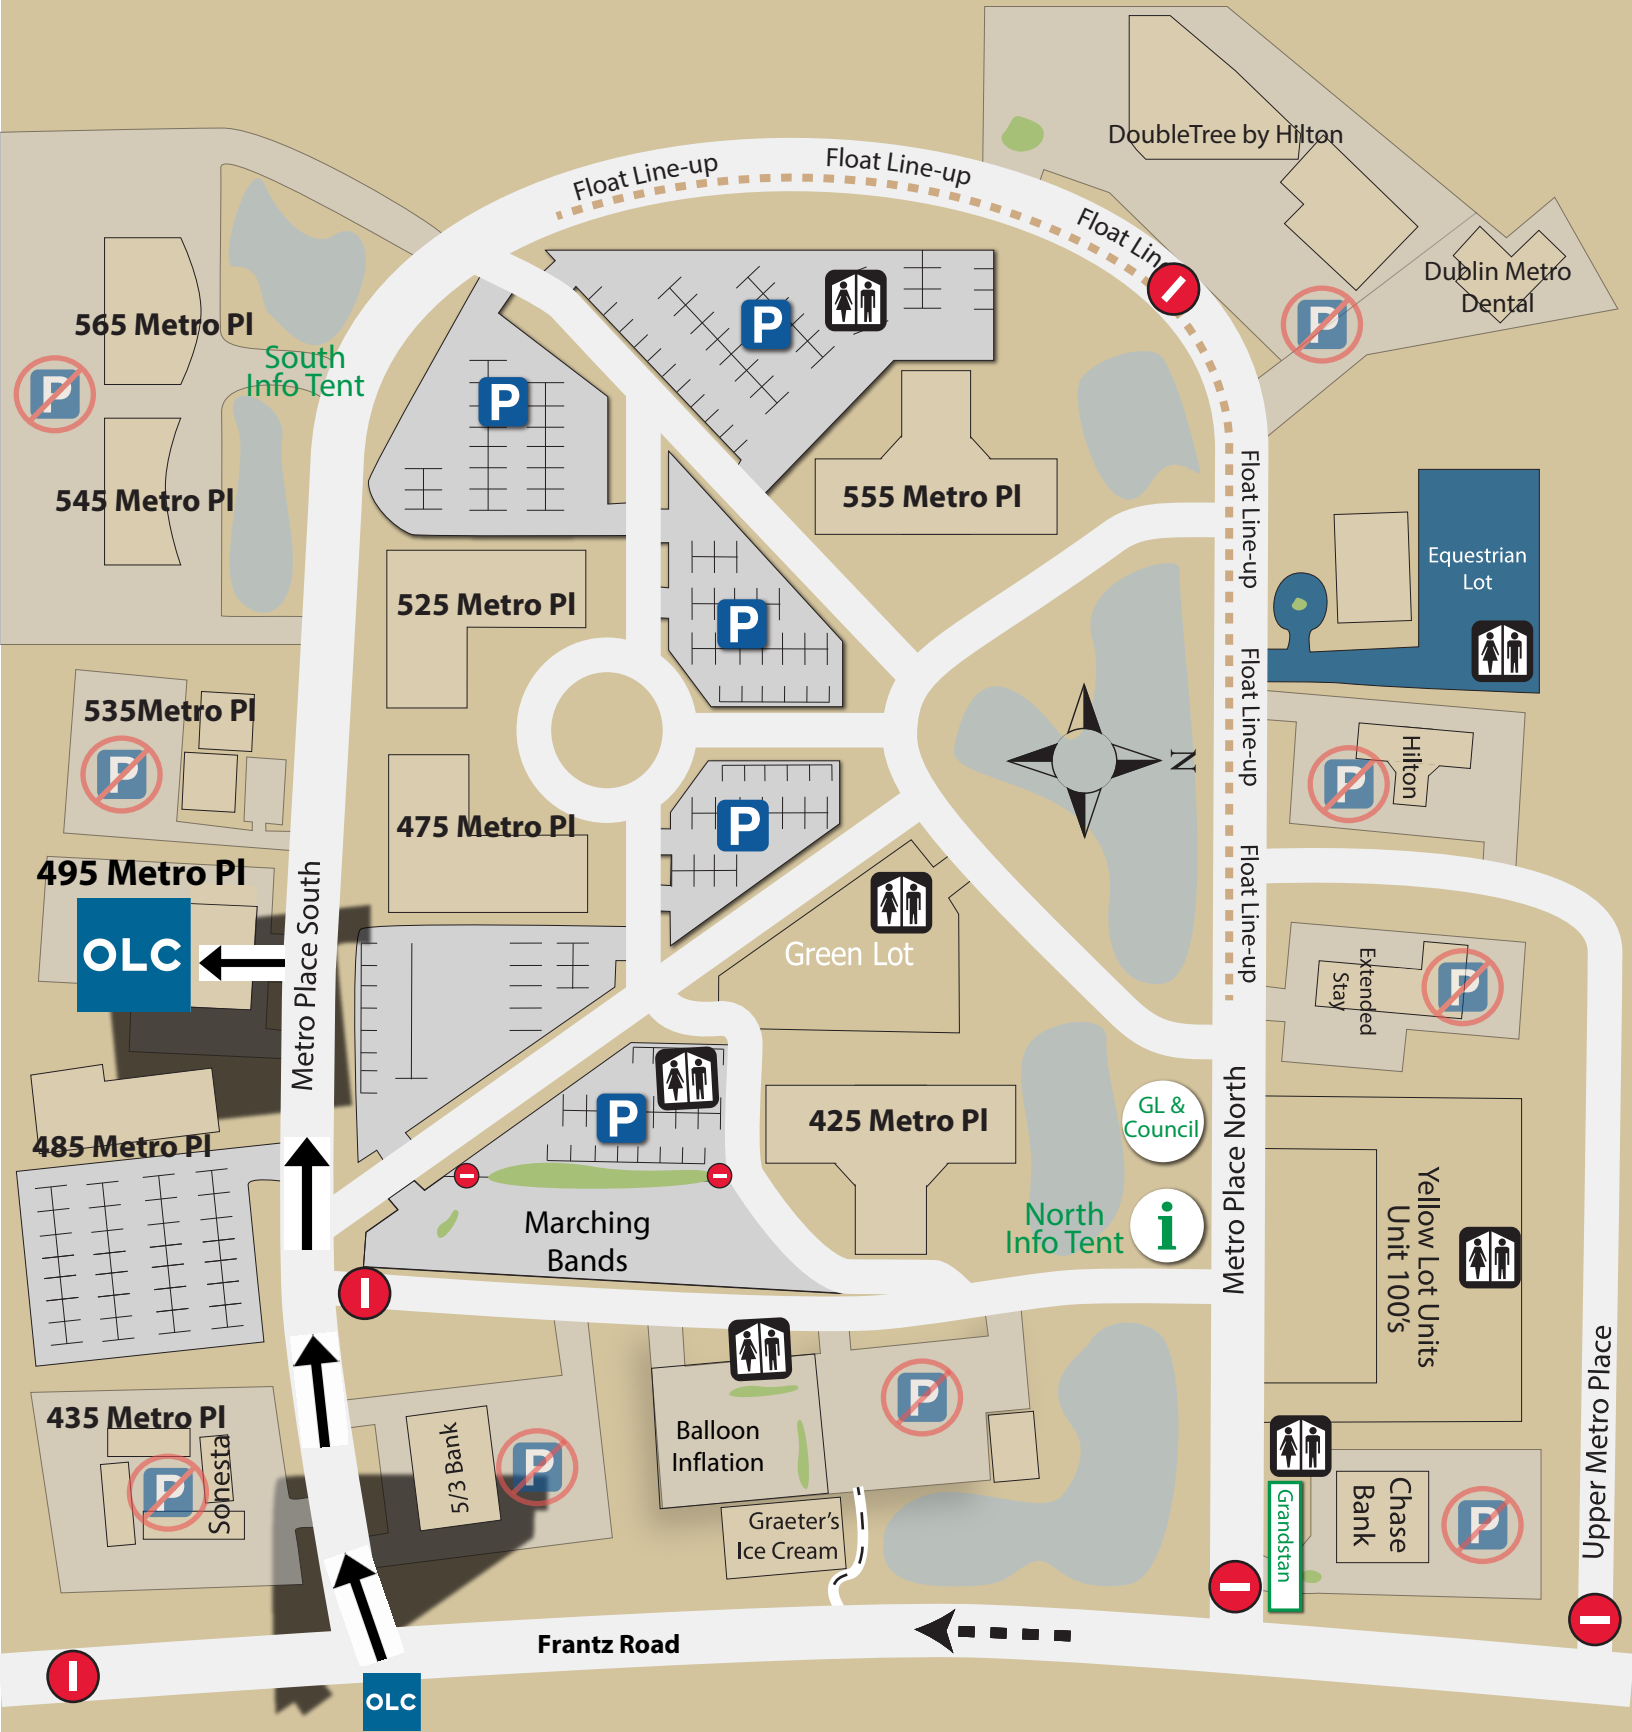 DoubleTree by Hilton
Float Line-up
Float Line-up
Float Lin
Dublin Metro
Dental
P
P
565 Metro Pl
South
Info Tent
P
P
545 Metro Pl
555 Metro Pl
Float Line-up
Equestrian
Lot
525 Metro Pl
P
Float Line-up
535Metro Pl
P
N
Hilton
P
475 Metro Pl
P
495 Metro Pl
OLC
Metro Place South
Green Lot
Float Line-up
Extended
Stay
P
P
425 Metro Pl
GL &
Council
485 Metro Pl
Marching
Bands
North
Info Tent
i
Metro Place North
Yellow Lot Units
Unit 100's
435 Metro Pl
Sonesta
P
5/3 Bank
P
Balloon
Inflation
P
Graeter's
Ice Cream
Grandstan
Chase
Bank
P
Upper Metro Place
Frantz Road
OLC